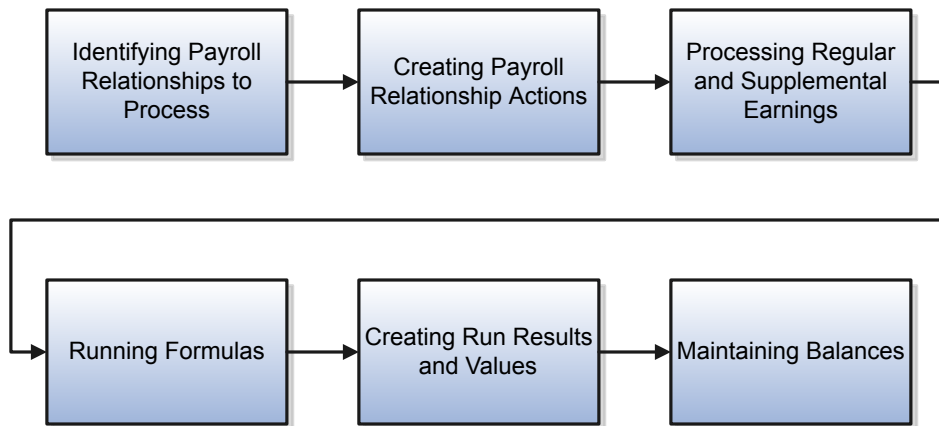 Identifying Payroll
Relationships to
Process
Creating Payroll
Relationship Actions
Processing Regular
and Supplemental
Earnings
Running Formulas
Creating Run Results
and Values
Maintaining Balances